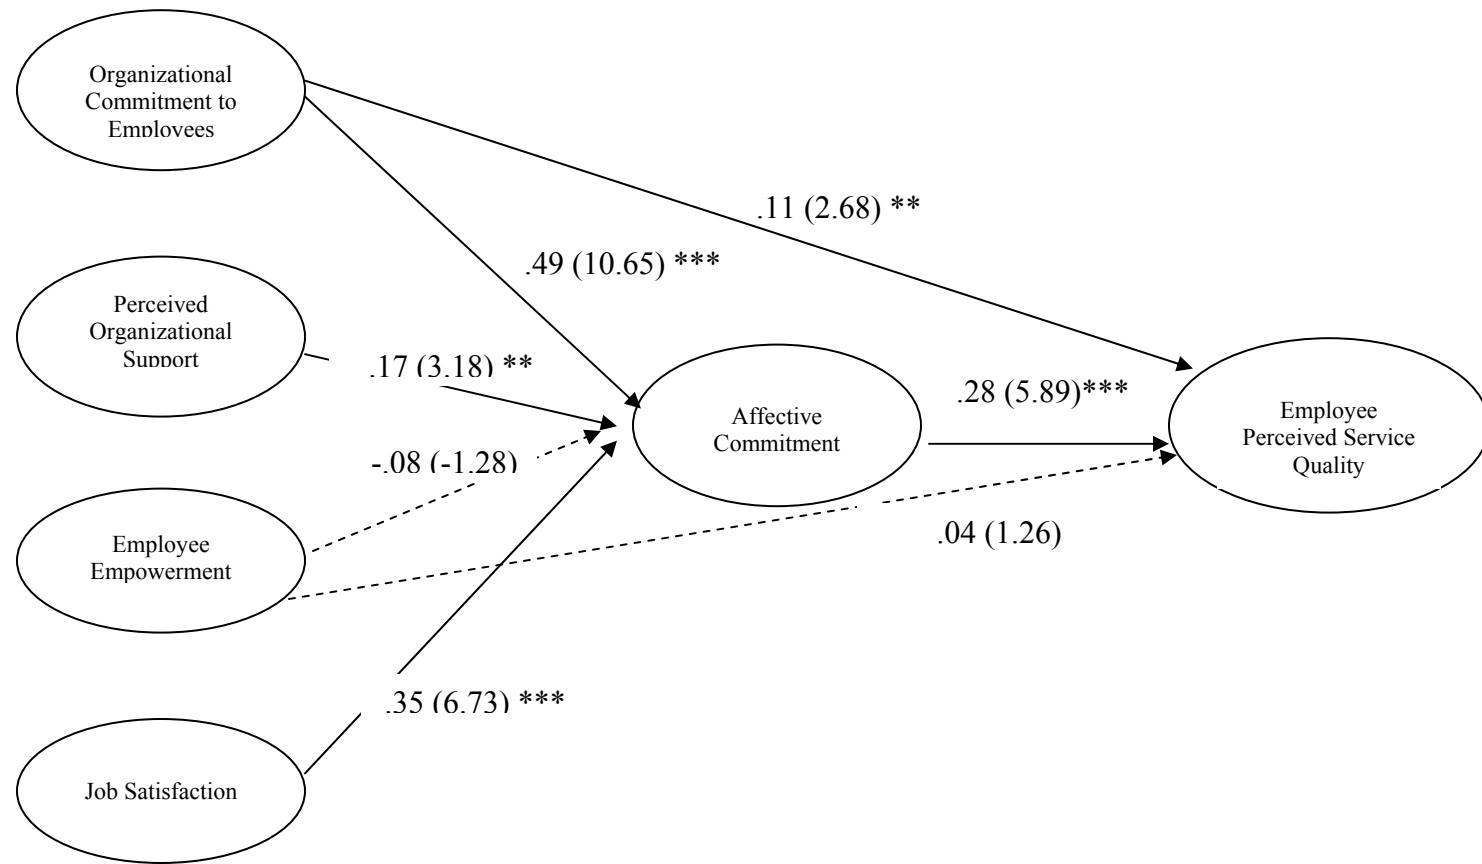 Organizational
Commitment to
Employees
.11 (2.68) **
.49 (10.65) ***
Perceived
Organizational
Support
.17 (3.18) **
Affective
Commitment
.28 (5.89)***
Employee
Perceived Service
Quality
-.08 (-1.28)
Employee
Empowerment
.04 (1.26)
.35 (6.73) ***
Job Satisfaction